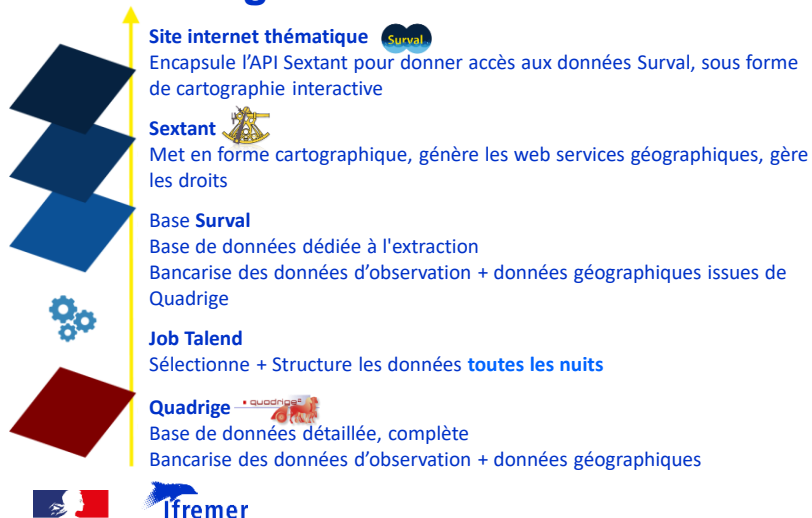 Site internet thématique Surval
Encapsule l’API Sextant pour donner accès aux données Surval, sous forme
de cartographie interactive
Sextant
Met en forme cartographique, génère les web services géographiques, gère
les droits
Base Surval
Base de données dédiée à l'extraction
Bancarise des données d’observation + données géographiques issues de
Quadrige
Job Talend
Sélectionne + Structure les données toutes les nuits
Quadrige quadrige²
Base de données détaillée, complète
Bancarise des données d’observation + données géographiques
Ifremer